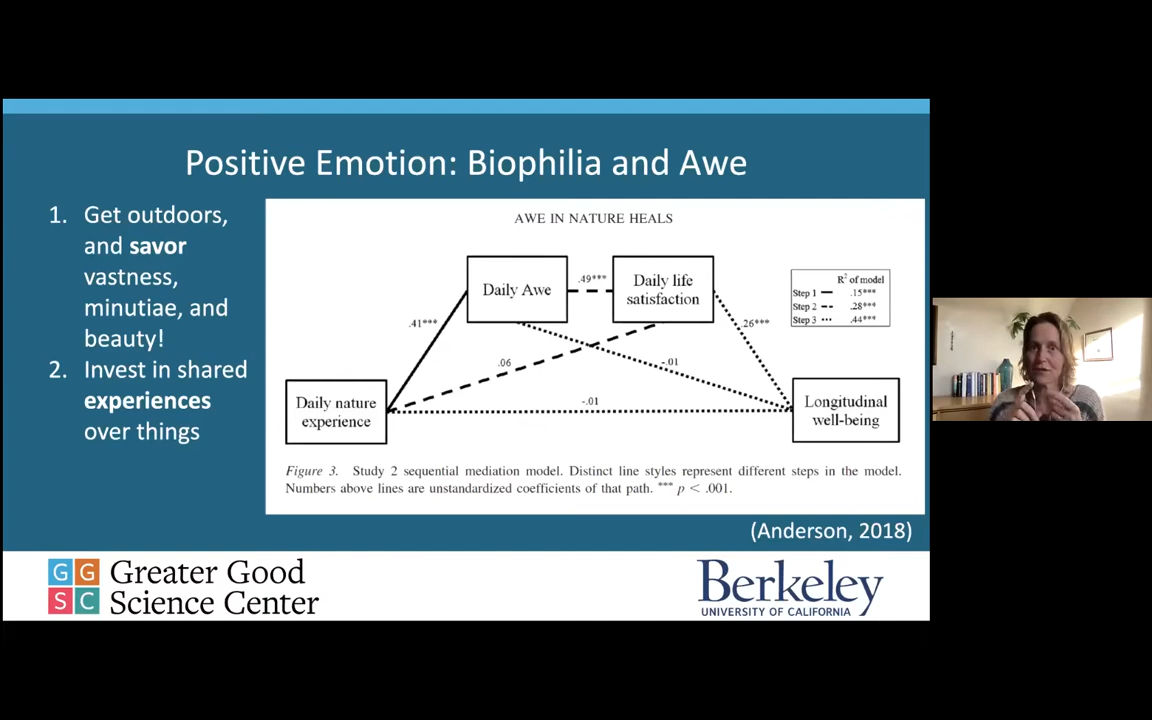 Positive Emotion: Biophilia and Awe
1. Get outdoors,
and savor
vastness,
minutiae, and
beauty!
2. Invest in shared
experiences
over things
AWE IN NATURE HEALS
Daily Awe
.49***
Daily life
satisfaction
R² of model
Step 1 .15***
Step 2 .28***
Step 3 .44***
.41***
.26***
.06
-.01
Daily nature
experience
-.01
Longitudinal
well-being
Figure 3. Study 2 sequential mediation model. Distinct line styles represent different steps in the model.
Numbers above lines are unstandardized coefficients of that path. *** p < .001.
(Anderson, 2018)
GGSC
Greater Good
Science Center
Berkeley
UNIVERSITY OF CALIFORNIA